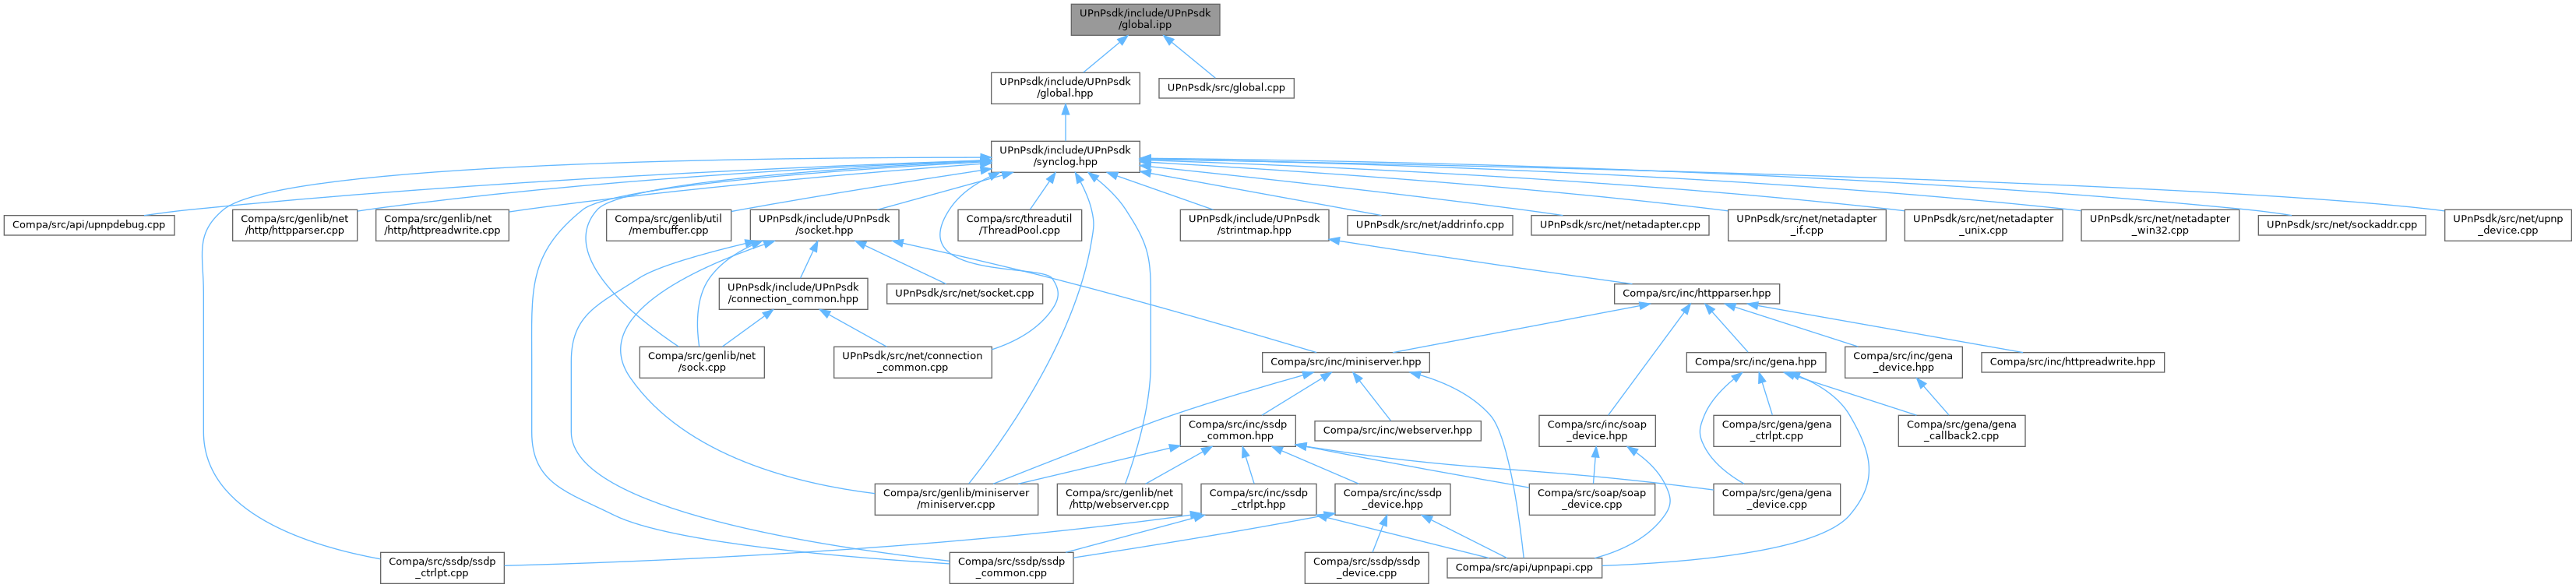 UPnPsdk/include/UPnPsdk
/global.ipp
UPnPsdk/include/UPnPsdk
/global.hpp
UPnPsdk/src/global.cpp
UPnPsdk/include/UPnPsdk
/synclog.hpp
Compa/src/api/upnpdebug.cpp
Compa/src/genlib/net
/http/httpparser.cpp
Compa/src/genlib/net
/http/httpreadwrite.cpp
Compa/src/genlib/util
/membuffer.cpp
UPnPsdk/include/UPnPsdk
/socket.hpp
Compa/src/threadutil
/ThreadPool.cpp
UPnPsdk/include/UPnPsdk
/strintmap.hpp
UPnPsdk/src/net/addrinfo.cpp
UPnPsdk/src/net/netadapter.cpp
UPnPsdk/src/net/netadapter
_if.cpp
UPnPsdk/src/net/netadapter
_unix.cpp
UPnPsdk/src/net/netadapter
_win32.cpp
UPnPsdk/src/net/sockaddr.cpp
UPnPsdk/src/net/upnp
_device.cpp
UPnPsdk/include/UPnPsdk
/connection_common.hpp
UPnPsdk/src/net/socket.cpp
Compa/src/inc/httpparser.hpp
Compa/src/genlib/net
/sock.cpp
UPnPsdk/src/net/connection
_common.cpp
Compa/src/inc/miniserver.hpp
Compa/src/inc/gena.hpp
Compa/src/inc/gena
_device.hpp
Compa/src/inc/httpreadwrite.hpp
Compa/src/inc/ssdp
_common.hpp
Compa/src/inc/webserver.hpp
Compa/src/inc/soap
_device.hpp
Compa/src/gena/gena
_ctrlpt.cpp
Compa/src/gena/gena
_callback2.cpp
Compa/src/genlib/miniserver
/miniserver.cpp
Compa/src/genlib/net
/http/webserver.cpp
Compa/src/inc/ssdp
_ctrlpt.hpp
Compa/src/inc/ssdp
_device.hpp
Compa/src/soap/soap
_device.cpp
Compa/src/gena/gena
_device.cpp
Compa/src/ssdp/ssdp
_ctrlpt.cpp
Compa/src/ssdp/ssdp
_common.cpp
Compa/src/ssdp/ssdp
_device.cpp
Compa/src/api/upnpapi.cpp